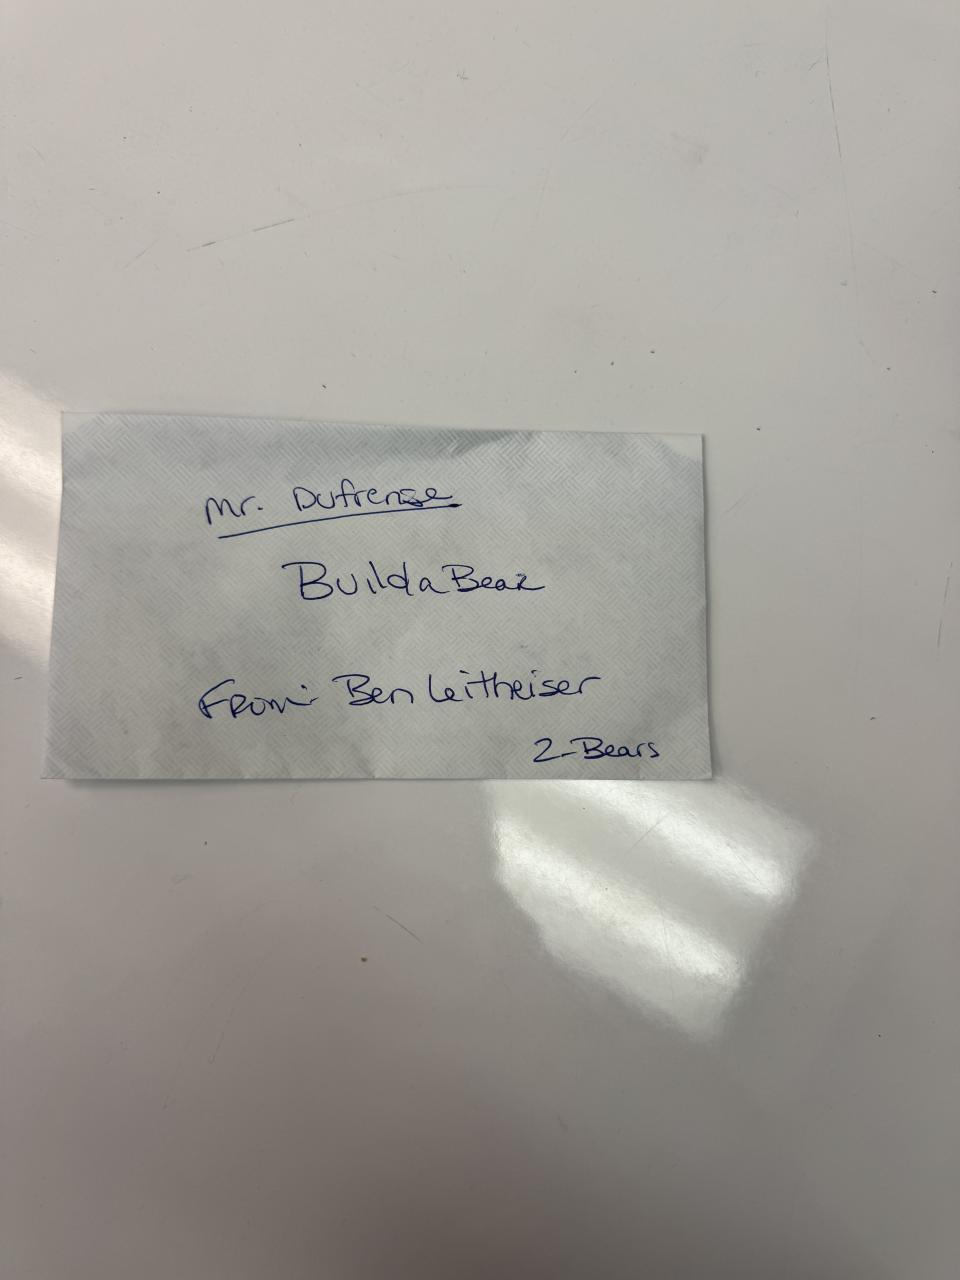 Mr. Dufrense
Build a Bear
From: Ben Leitheiser
2-Bears